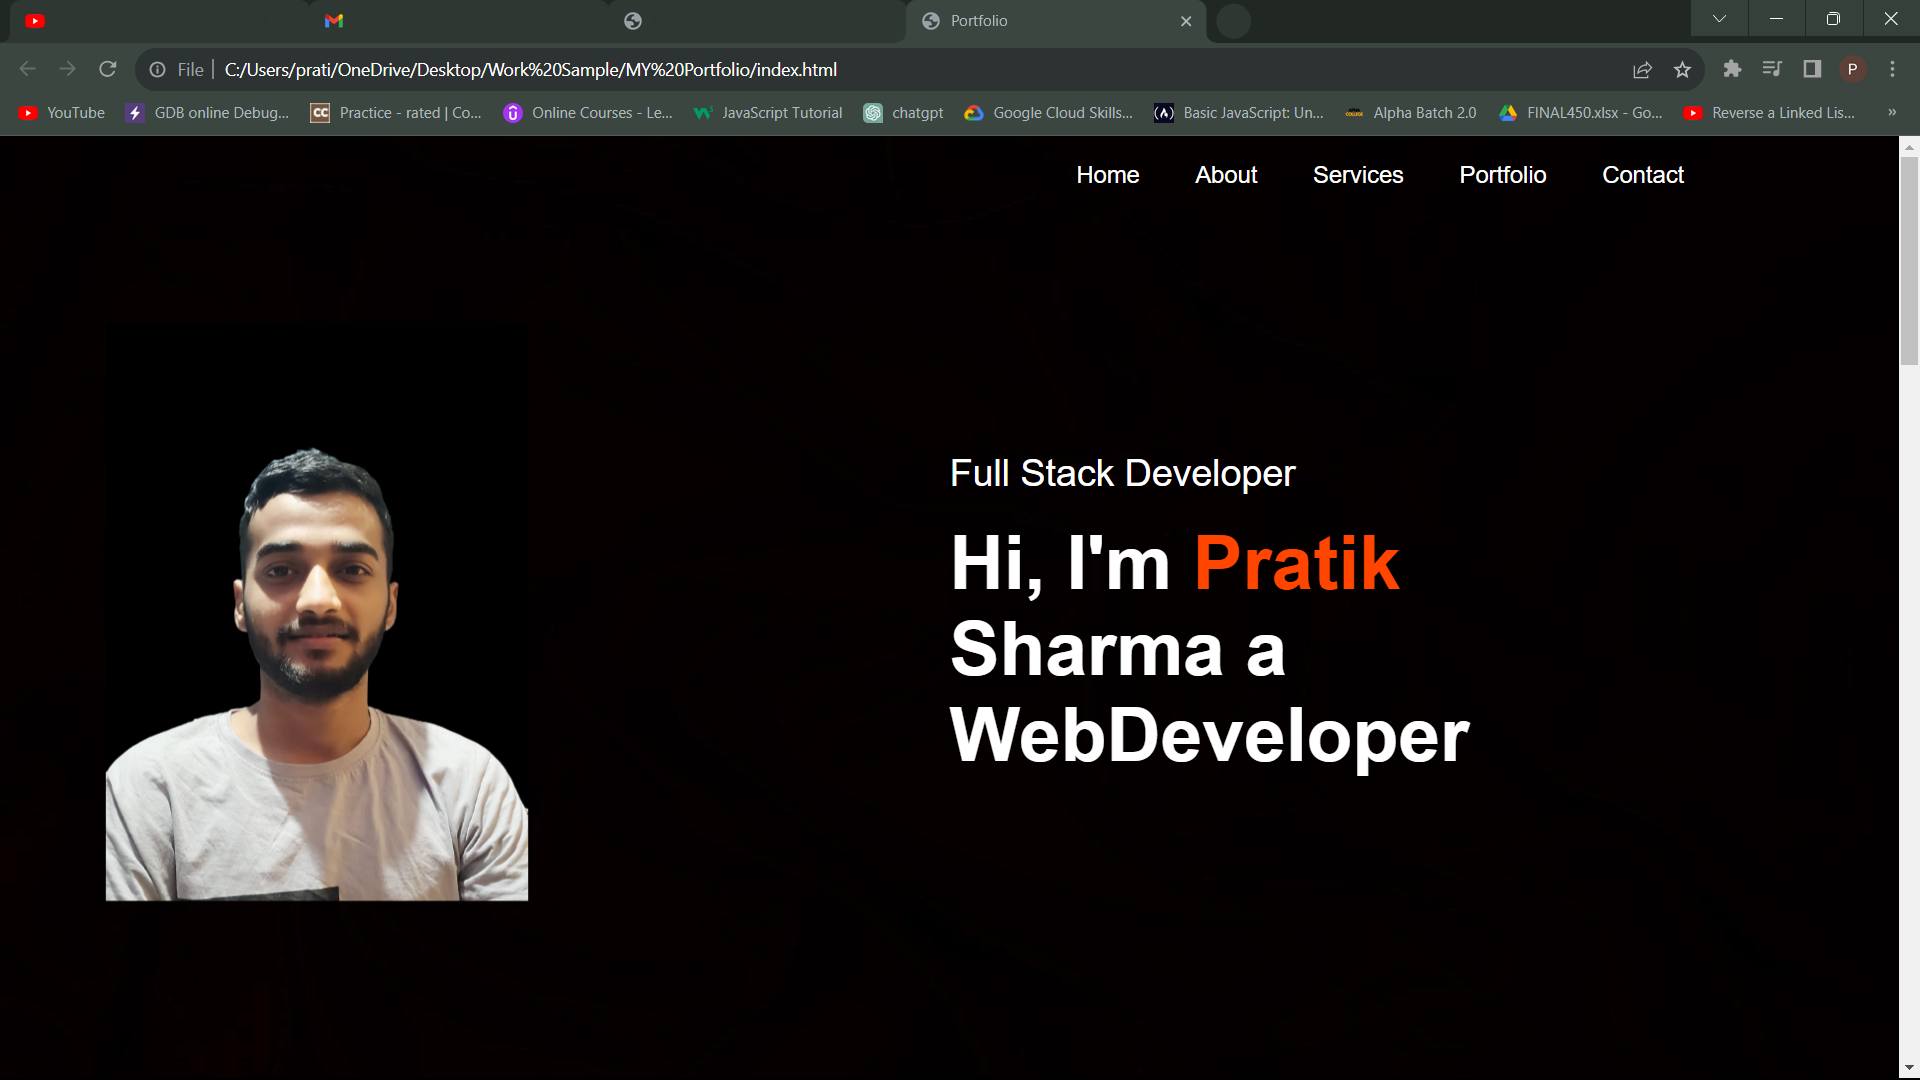 Portfolio
File
C:/Users/prati/OneDrive/Desktop/Work%20Sample/MY%20Portfolio/index.html
P
YouTube
GDB online Debug...
CC
Practice - rated | Co...
Online Courses - Le...
JavaScript Tutorial
chatgpt
Google Cloud Skills...
Basic JavaScript: Un...
Alpha Batch 2.0
FINAL450.xlsx - Go...
Reverse a Linked Lis...
»
Home
About
Services
Portfolio
Contact
Full Stack Developer
Hi, I'm Pratik
Sharma a
WebDeveloper